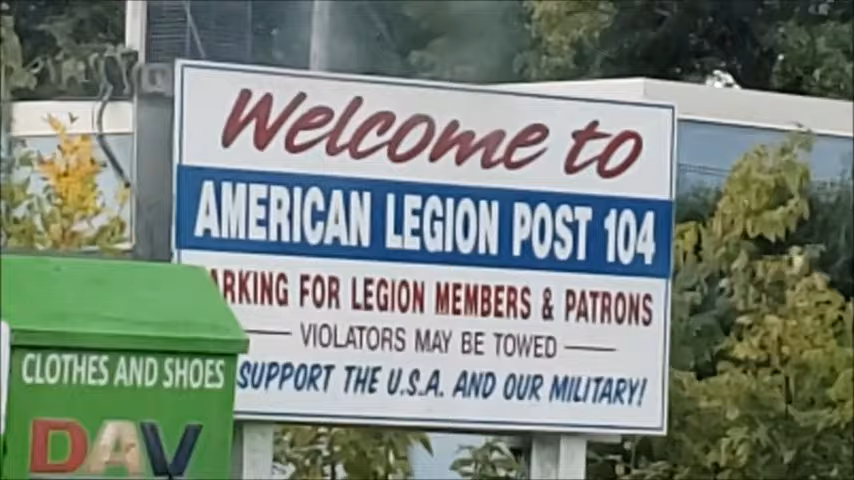 Welcome to
AMERICAN LEGION POST 104
ARKING FOR LEGION MEMBERS & PATRONS
VIOLATORS MAY BE TOWED
SUPPORT THE U.S.A. AND OUR MILITARY!
CLOTHES AND SHOES
DAV